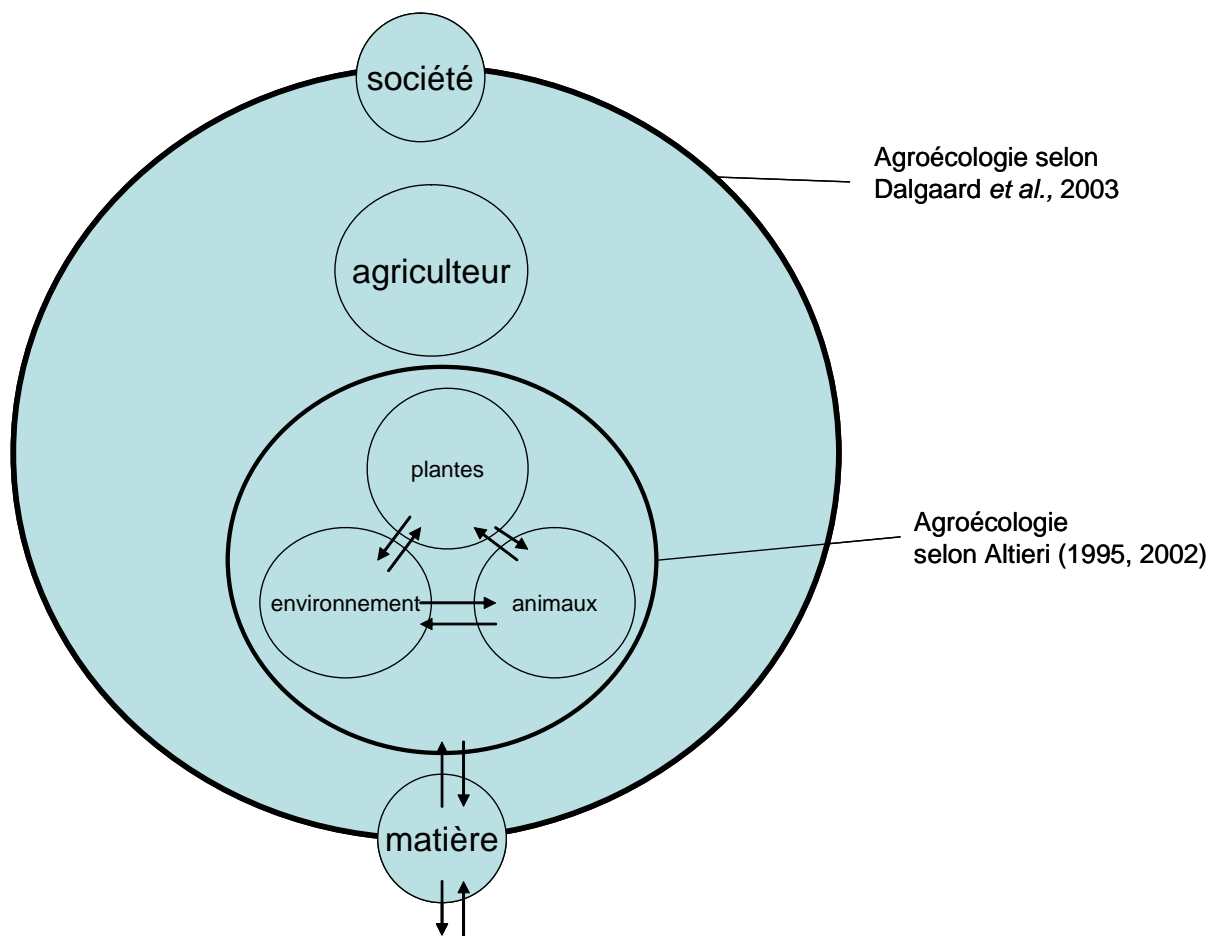 société
Agroécologie selon
Dalgaard et al., 2003
agriculteur
plantes
Agroécologie
selon Altieri (1995, 2002)
environnement
animaux
matière